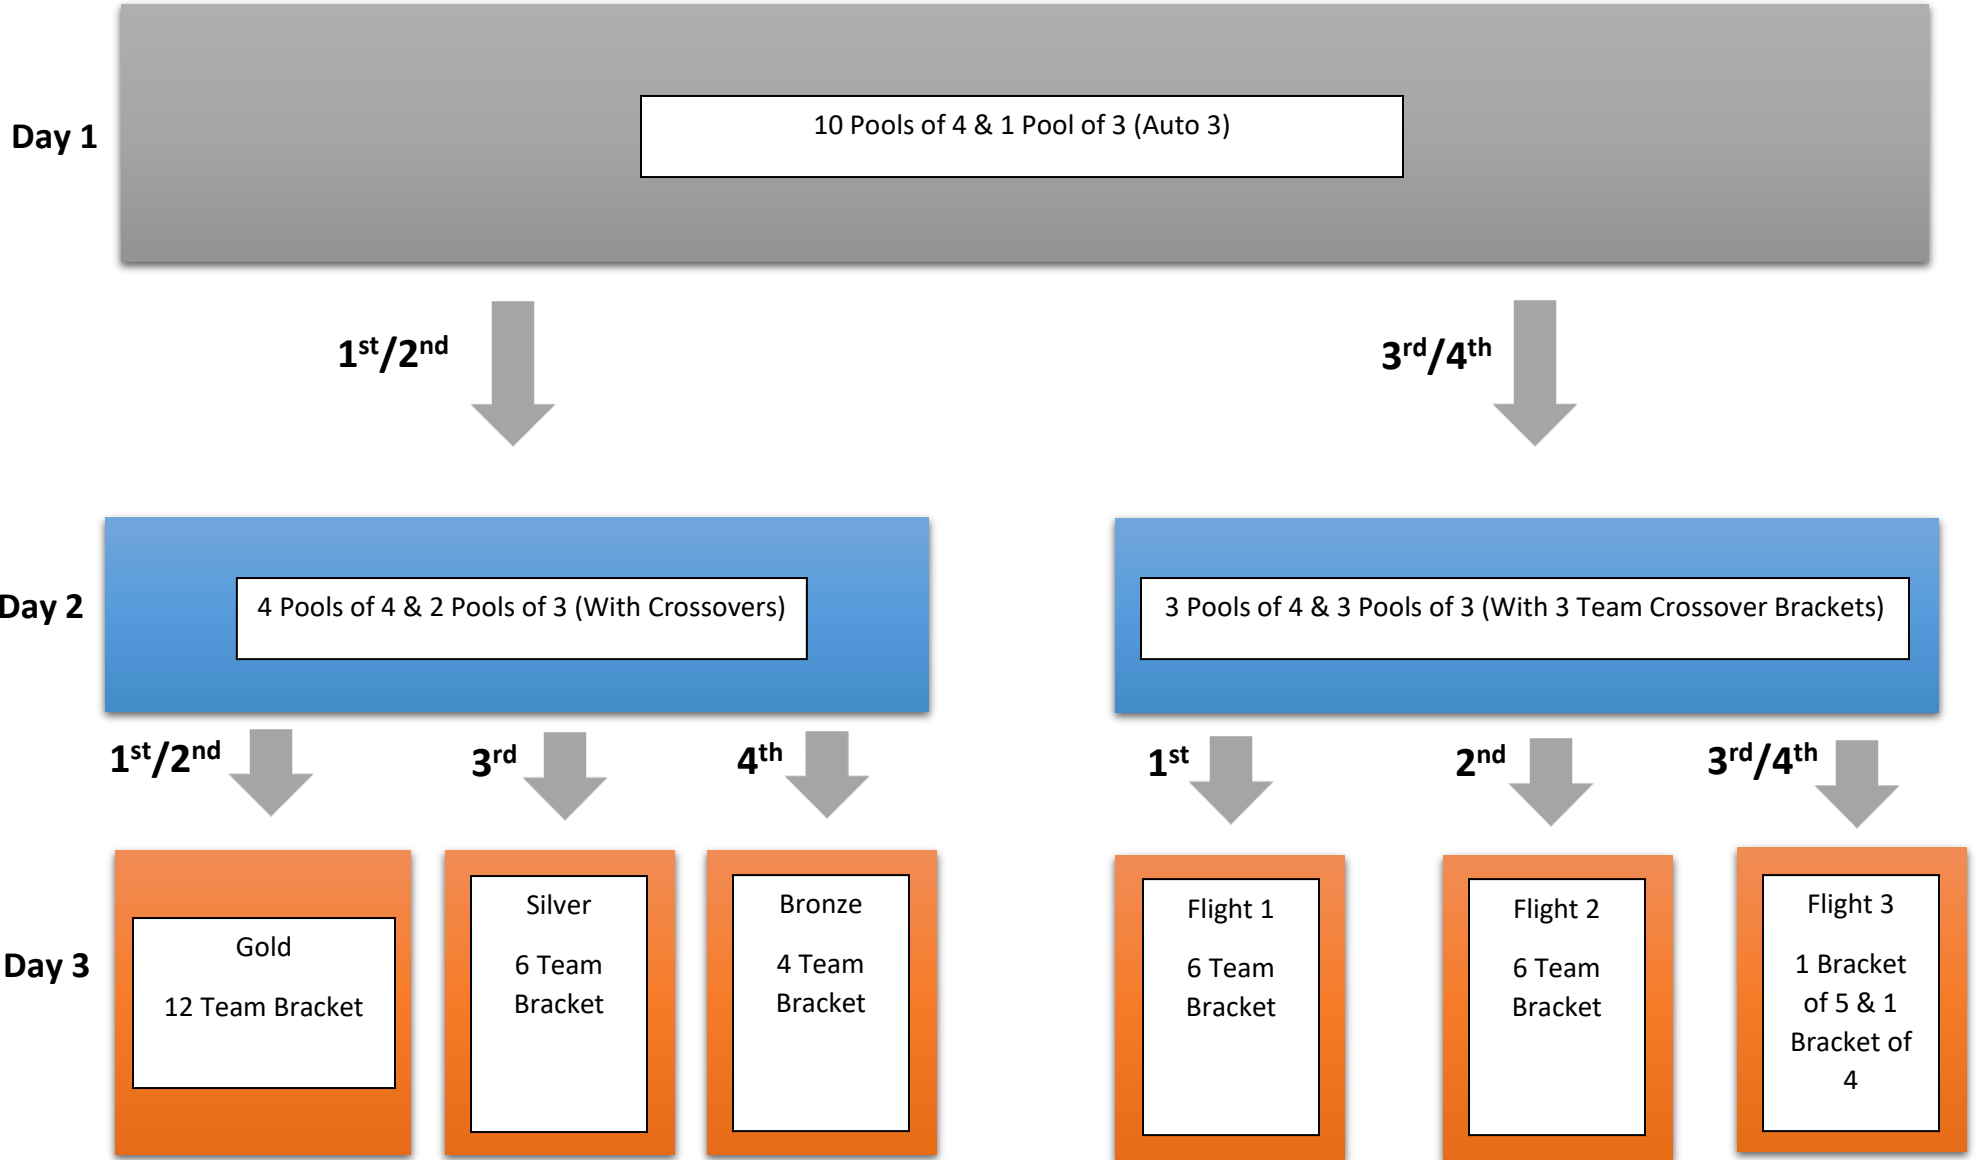 Day 1
10 Pools of 4 & 1 Pool of 3 (Auto 3)
1st/2nd
3rd/4th
Day 2
4 Pools of 4 & 2 Pools of 3 (With Crossovers)
3 Pools of 4 & 3 Pools of 3 (With 3 Team Crossover Brackets)
1st/2nd
3rd
4th
1st
2nd
3rd/4th
Day 3
Gold
12 Team Bracket
Silver
6 Team
Bracket
Bronze
4 Team
Bracket
Flight 1
6 Team
Bracket
Flight 2
6 Team
Bracket
Flight 3
1 Bracket
of 5 & 1
Bracket of
4